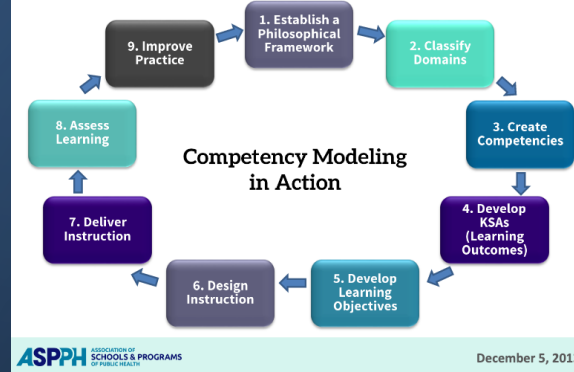 1. Establish a
Philosophical
Framework
2. Classify
Domains
3. Create
Competencies
4. Develop
KSAs
(Learning
Outcomes)
5. Develop
Learning
Objectives
6. Design
Instruction
7. Deliver
Instruction
8. Assess
Learning
9. Improve
Practice
Competency Modeling
in Action
ASPPH
ASSOCIATION OF
SCHOOLS & PROGRAMS
OF PUBLIC HEALTH
December 5,